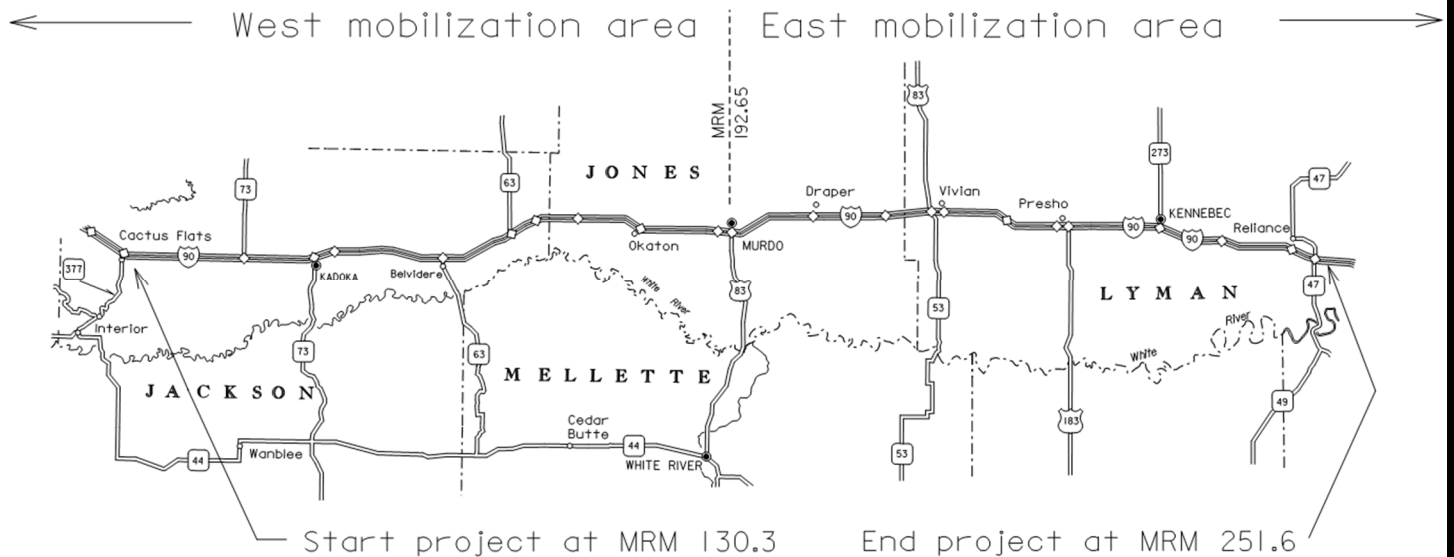 West mobilization area
East mobilization area
MRM
192.65
83
JONES
273
73
63
47
Draper
Vivian
Presho
KENNEBEC
Reliance
Cactus Flats
90
90
90
90
Okaton
MURDO
377
KADOKA
Belvidere
White River
83
53
LYMAN
47
Interior
River
73
63
White
JACKSON
MELLETTE
Cedar
Butte
49
183
44
Wanblee
44
WHITE RIVER
53
Start project at MRM 130.3
End project at MRM 251.6